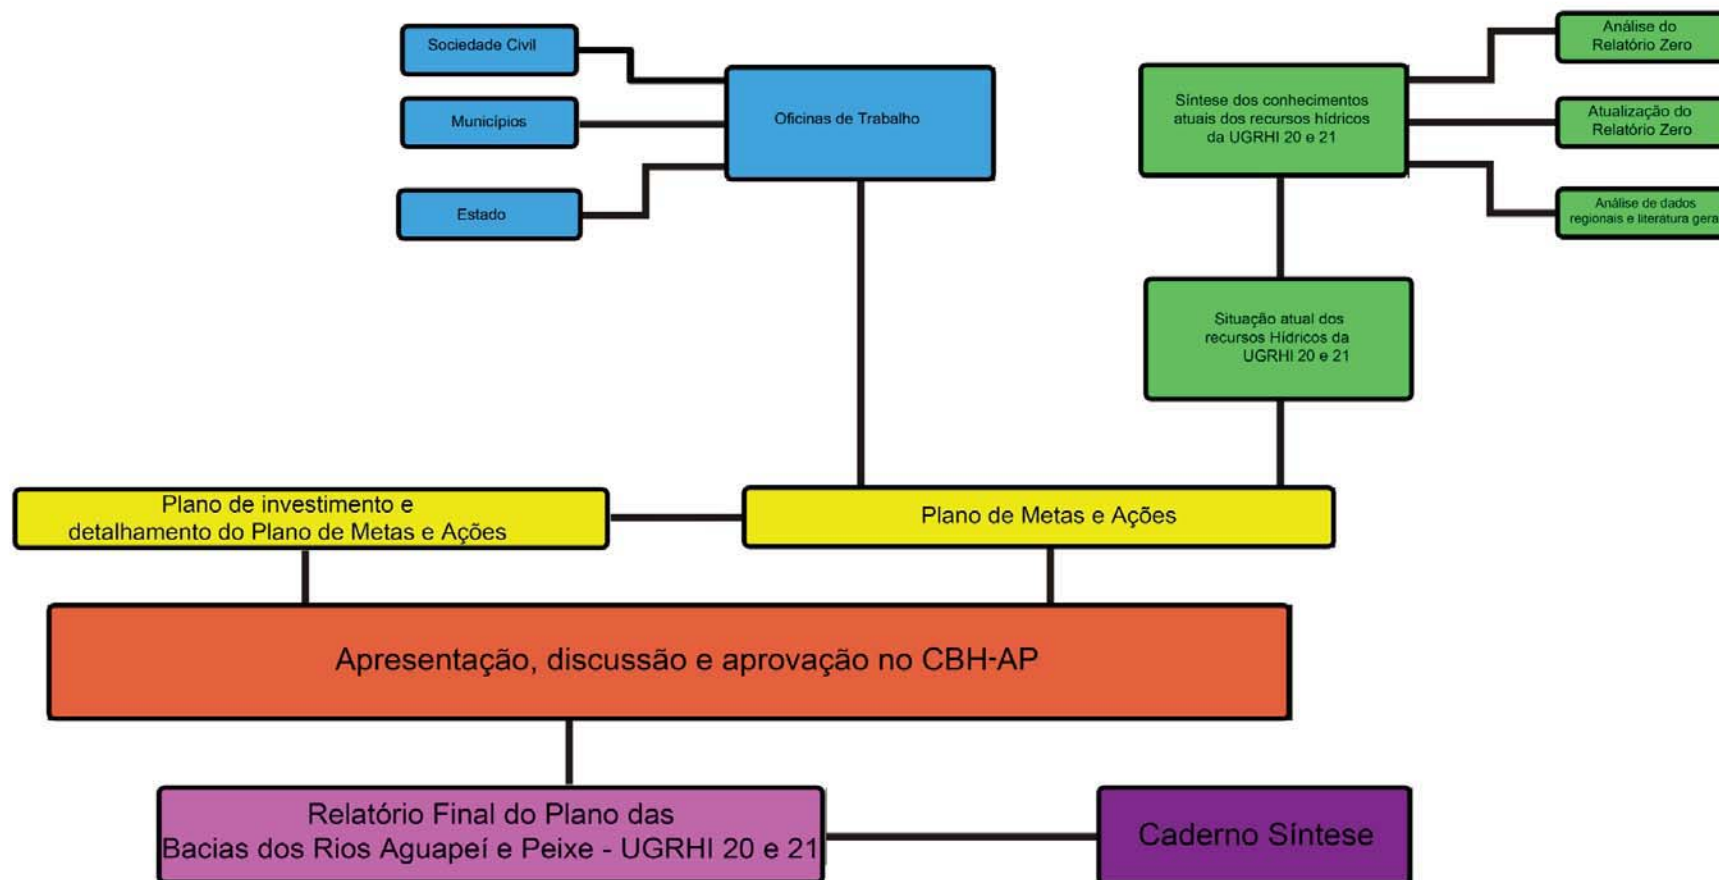 Sociedade Civil
Municípios
Estado
Oficinas de Trabalho
Síntese dos conhecimentos
atuais dos recursos hídricos
da UGRHI 20 e 21
Análise do
Relatório Zero
Atualização do
Relatório Zero
Análise de dados
regionais e literatura gera
Situação atual dos
recursos Hídricos da
UGRHI 20 e 21
Plano de investimento e
detalhamento do Plano de Metas e Ações
Plano de Metas e Ações
Apresentação, discussão e aprovação no CBH-AP
Relatório Final do Plano das
Bacias dos Rios Aguapeí e Peixe - UGRHI 20 e 21
Caderno Síntese